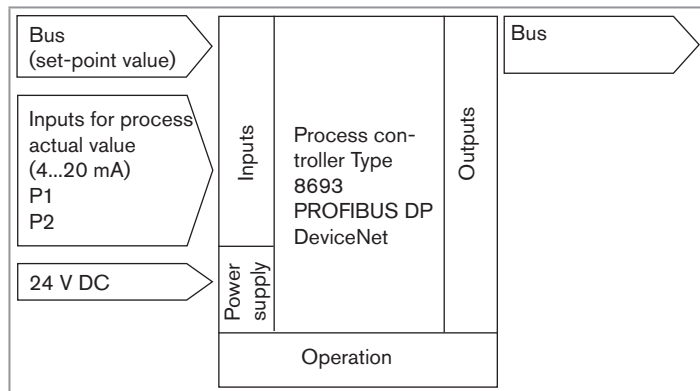 Bus
(set-point value)
Inputs for process
actual value
(4...20 mA)
P1
P2
24 V DC
Inputs
Power
supply
Process con-
troller Type
8693
PROFIBUS DP
DeviceNet
Outputs
Bus
Operation